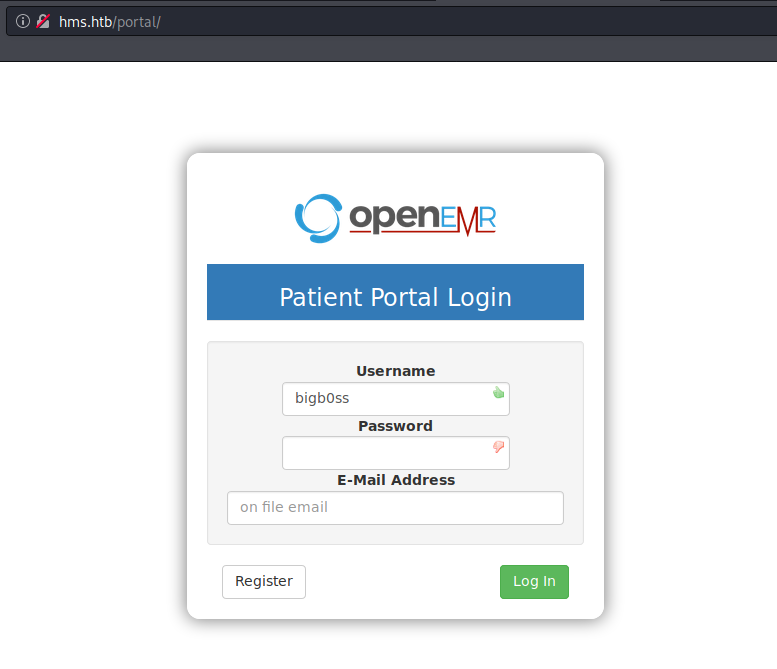 hms.htb/portal/
openEMR
Patient Portal Login
Username
bigb0ss
Password
E-Mail Address
on file email
Register Log In